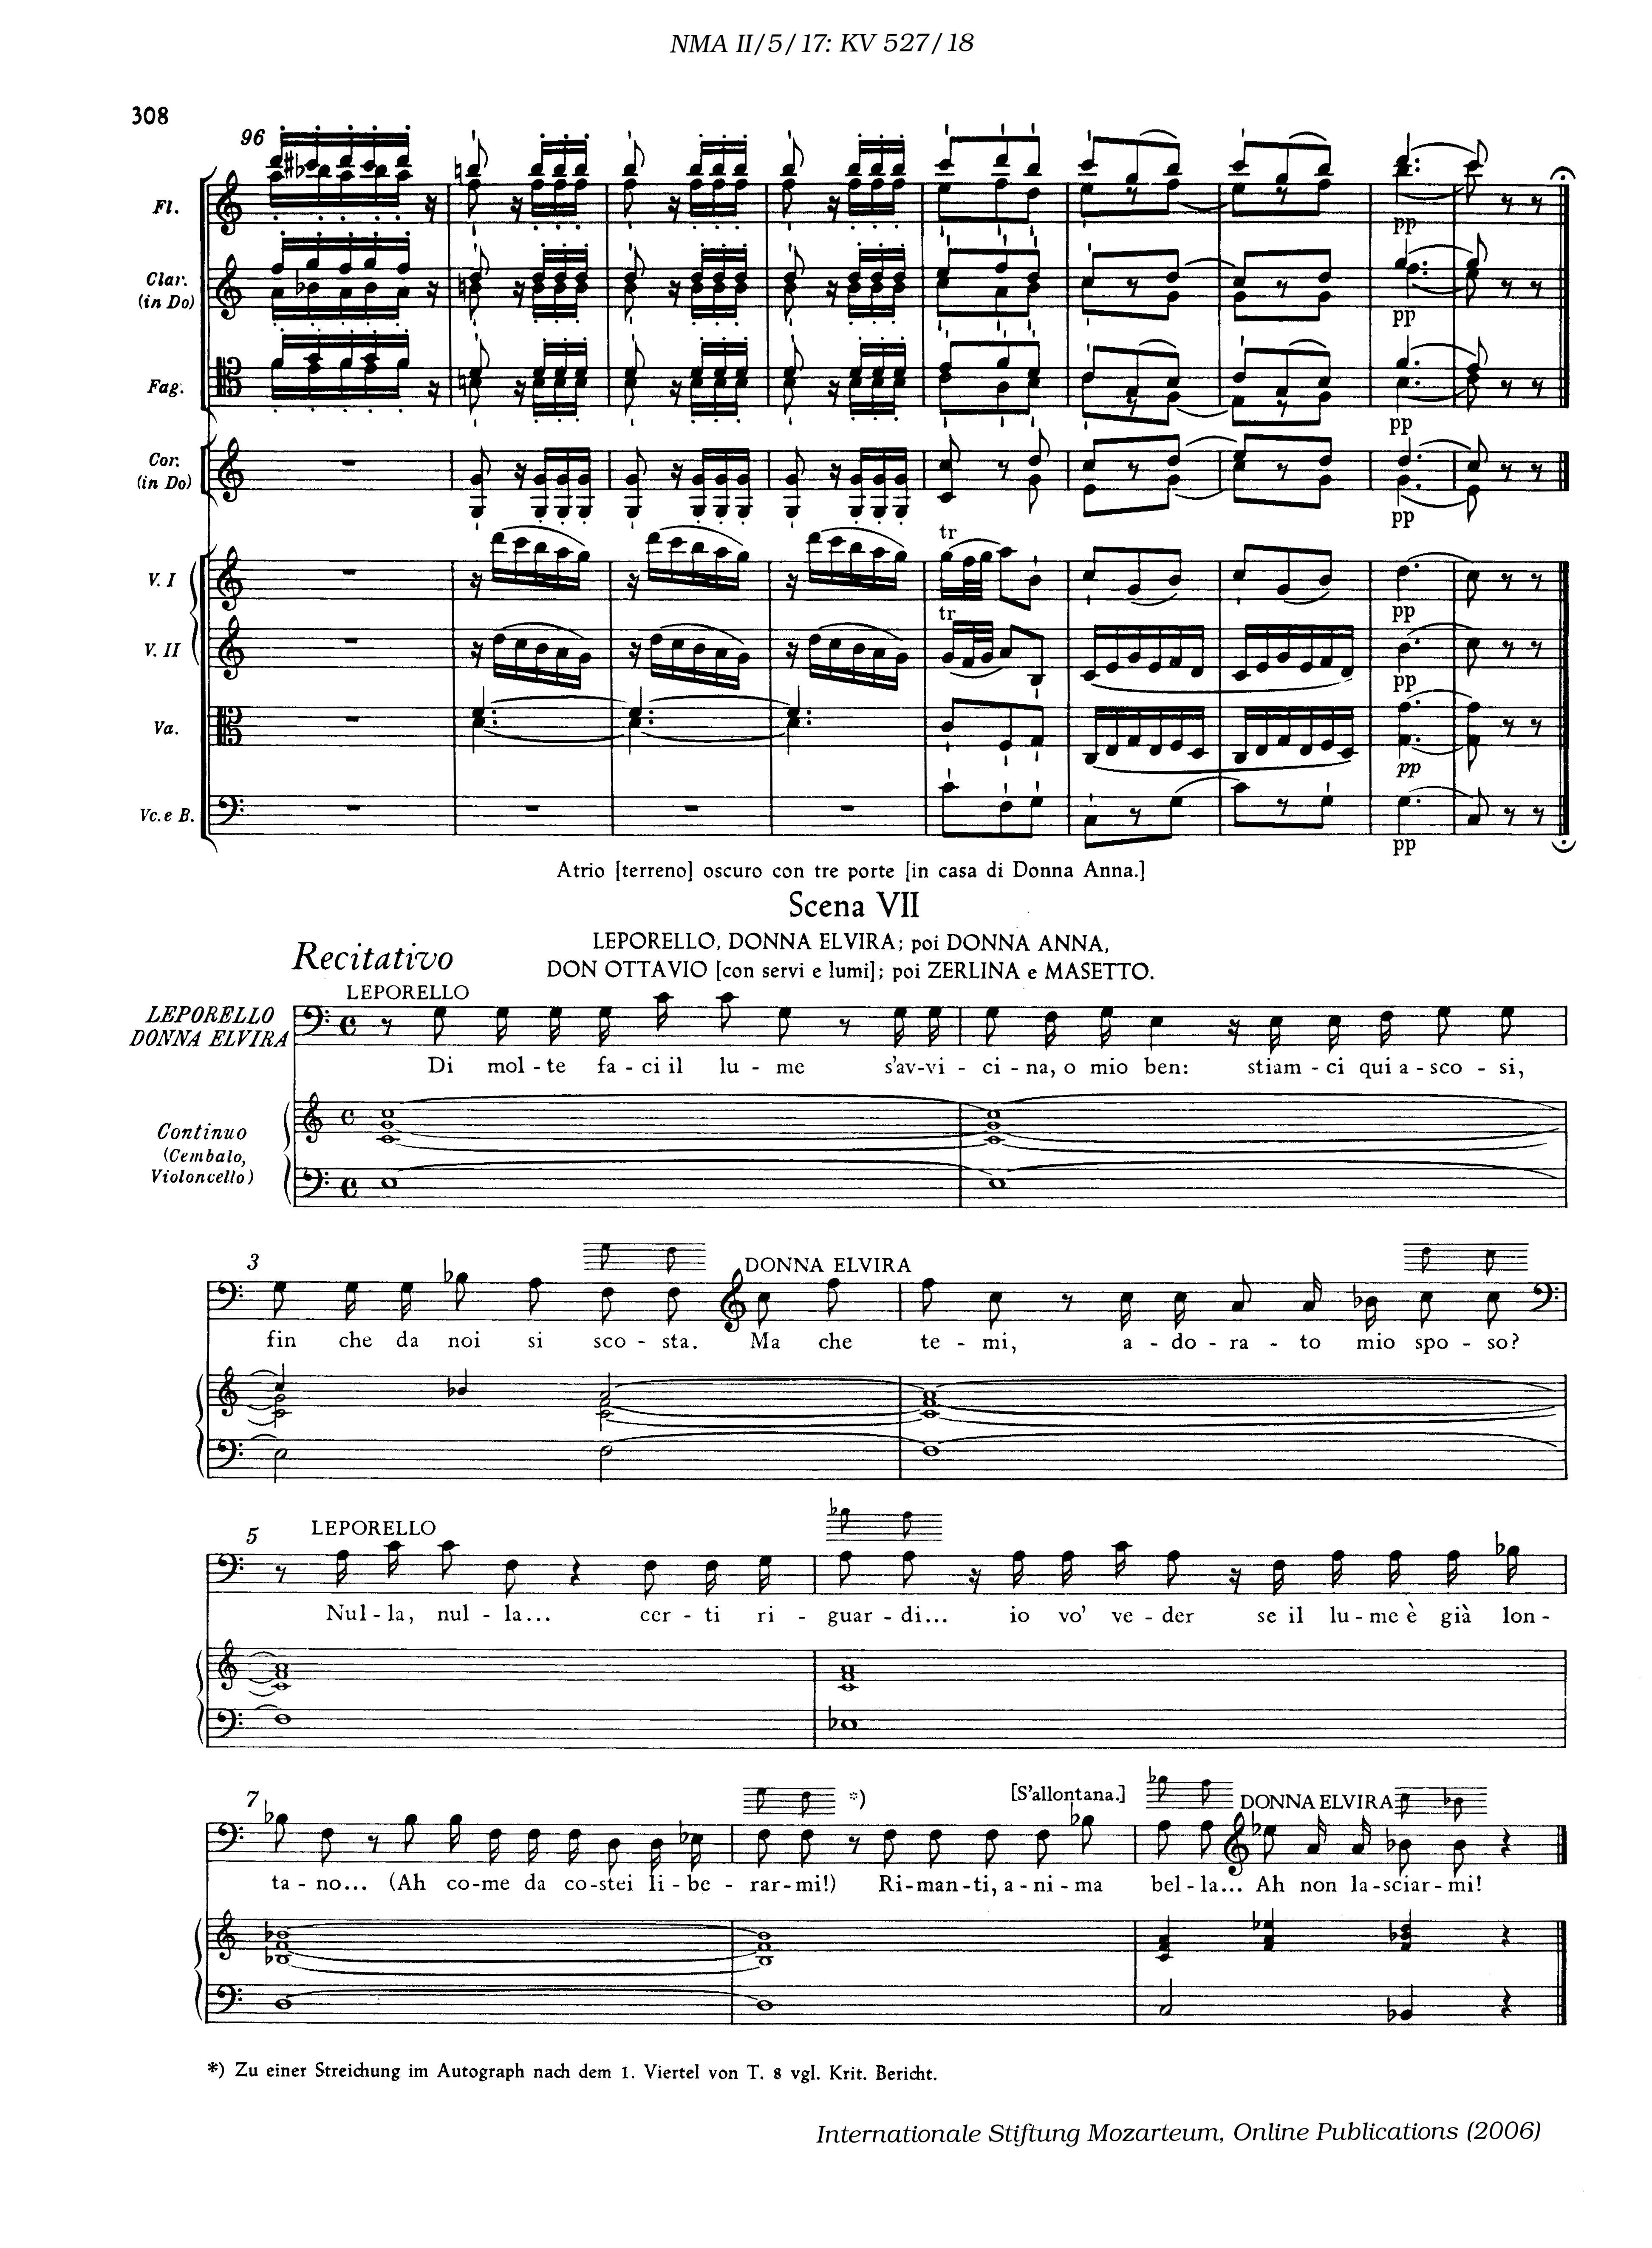 NMA II/5/17: KV 527/18
308
96
Fl.
pp
Clar.
(in Do)
pp
Fag.
pp
Cor.
(in Do)
pp
tr
V. I
pp
tr
V. II
pp
Va.
pp
Vc.e B.
pp
Atrio [terreno] oscuro con tre porte [in casa di Donna Anna.]
Scena VII
LEPORELLO, DONNA ELVIRA; poi DONNA ANNA,
DON OTTAVIO [con servi e lumi]; poi ZERLINA e MASETTO.
Recitativo
LEPORELLO
LEPORELLO
DONNA ELVIRA
Di mol - te fa - ci il lu - me s'av-vi - ci - na, o mio ben: stiam - ci qui a - sco - si,
Continuo
(Cembalo,
Violoncello)
3
DONNA ELVIRA
fin che da noi si sco - sta. Ma che te - mi, a - do - ra - to mio spo - so?
5
LEPORELLO
Nul - la, nul - la... cer - ti ri - guar - di... io vo' ve - der se il lu - me è già lon -
7
*)
[S'allontana.]
DONNA ELVIRA
ta - no... (Ah co-me da co-stei li - be - rar-mi!) Ri-man-ti, a-ni-ma bel-la... Ah non la-sciar-mi!
*) Zu einer Streichung im Autograph nach dem 1. Viertel von T. 8 vgl. Krit. Bericht.
Internationale Stiftung Mozarteum, Online Publications (2006)